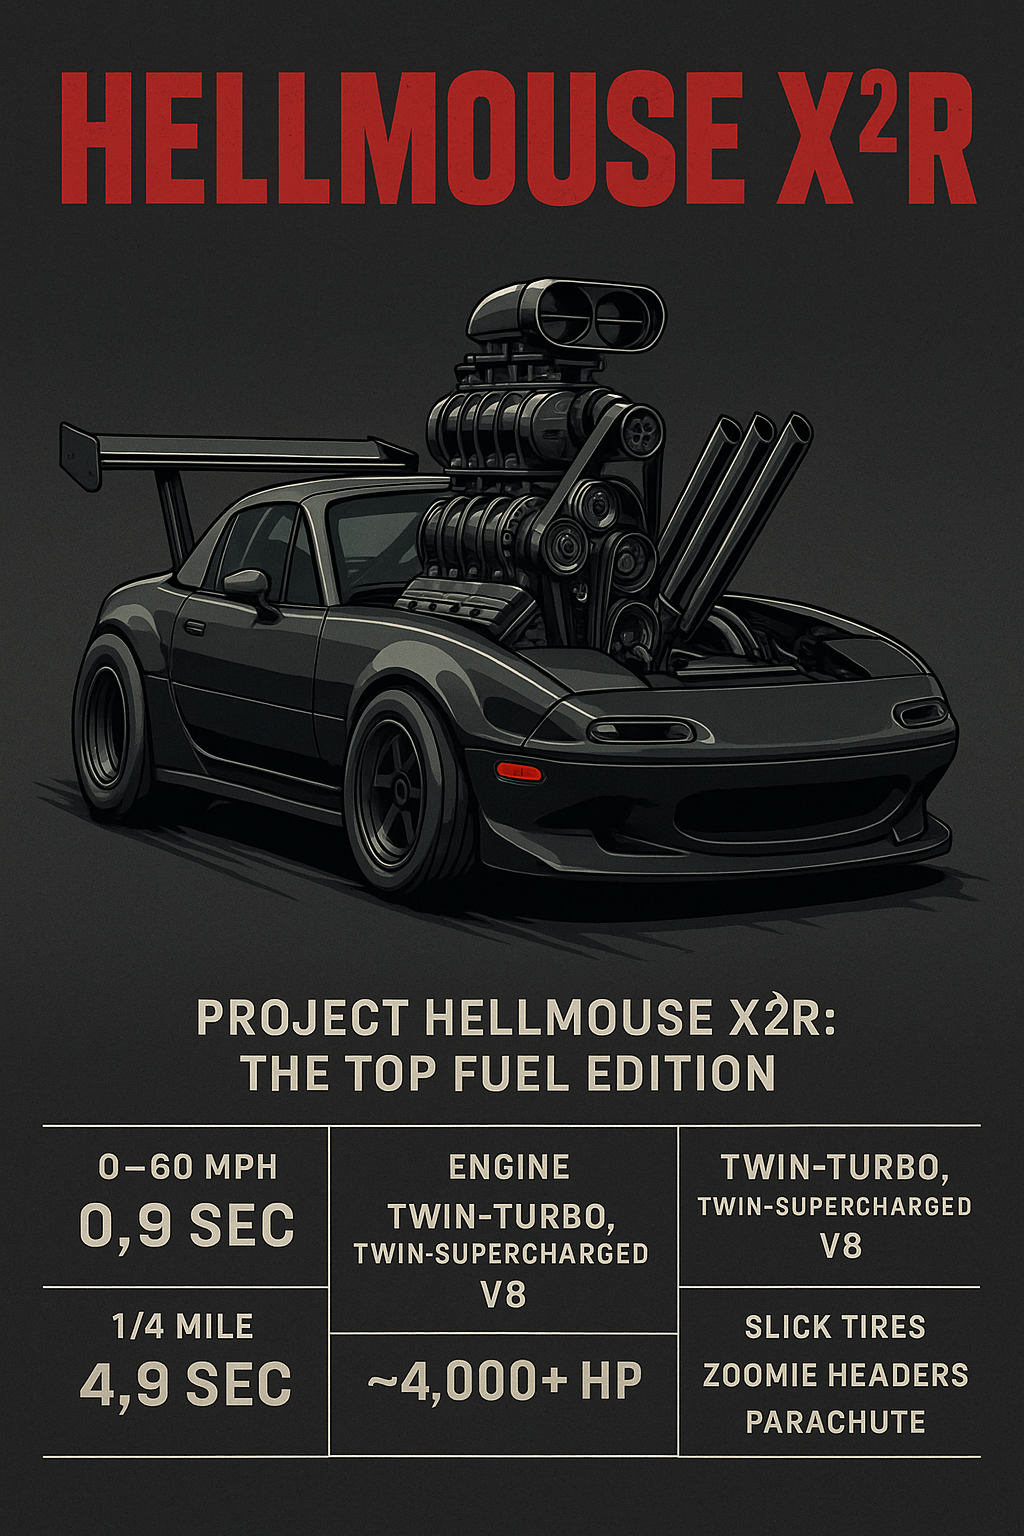 HELLMOUSE X²R
PROJECT HELLMOUSE X2R:
THE TOP FUEL EDITION
0–60 MPH
0,9 SEC
1/4 MILE
4,9 SEC
ENGINE
TWIN-TURBO,
TWIN-SUPERCHARGED
V8
~4,000+ HP
TWIN-TURBO,
TWIN-SUPERCHARGED
V8
SLICK TIRES
ZOOMIE HEADERS
PARACHUTE